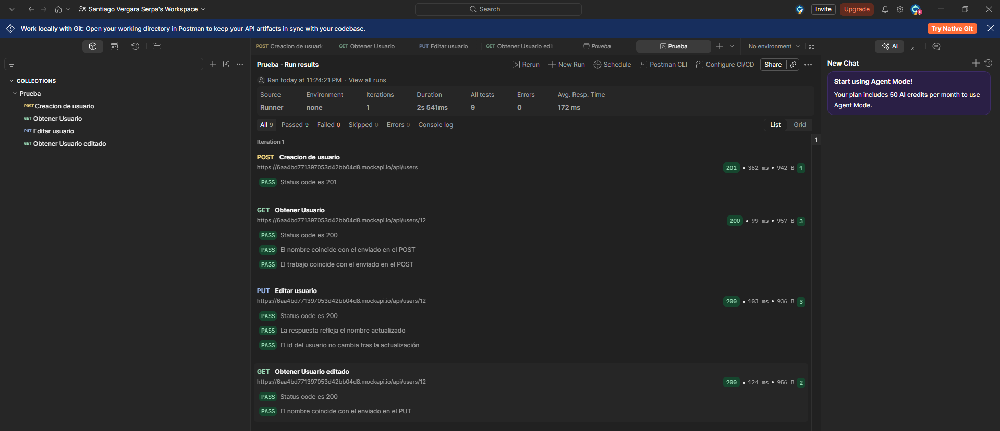 Santiago Vergara Serpa's Workspace
Search
Invite
Upgrade
Work locally with Git: Open your working directory in Postman to keep your API artifacts in sync with your codebase.
Try Native Git
POST Creacion de usuari
GET Obtener Usuario
PUT Editar usuario
GET Obtener Usuario edi
Prueba
Prueba
No environment
AI
COLLECTIONS
Prueba
POST Creacion de usuario
GET Obtener Usuario
PUT Editar usuario
GET Obtener Usuario editado
Prueba - Run results
Rerun
New Run
Schedule
Postman CLI
Configure CI/CD
Share
Ran today at 11:24:21 PM · View all runs
Source Environment Iterations Duration All tests Errors Avg. Resp. Time
Runner none 1 2s 541ms 9 0 172 ms
All 9 Passed 9 Failed 0 Skipped 0 Errors 0 Console log
List Grid
Iteration 1
1
POST Creacion de usuario
https://6aa4bd771397053d42bb04d8.mockapi.io/api/users
201 • 362 ms • 942 B 1
PASS Status code es 201
GET Obtener Usuario
https://6aa4bd771397053d42bb04d8.mockapi.io/api/users/12
200 • 99 ms • 957 B 3
PASS Status code es 200
PASS El nombre coincide con el enviado en el POST
PASS El trabajo coincide con el enviado en el POST
PUT Editar usuario
https://6aa4bd771397053d42bb04d8.mockapi.io/api/users/12
200 • 103 ms • 936 B 3
PASS Status code es 200
PASS La respuesta refleja el nombre actualizado
PASS El id del usuario no cambia tras la actualización
GET Obtener Usuario editado
https://6aa4bd771397053d42bb04d8.mockapi.io/api/users/12
200 • 124 ms • 956 B 2
PASS Status code es 200
PASS El nombre coincide con el enviado en el PUT
New Chat
Start using Agent Mode!
Your plan includes 50 AI credits per month to use
Agent Mode.